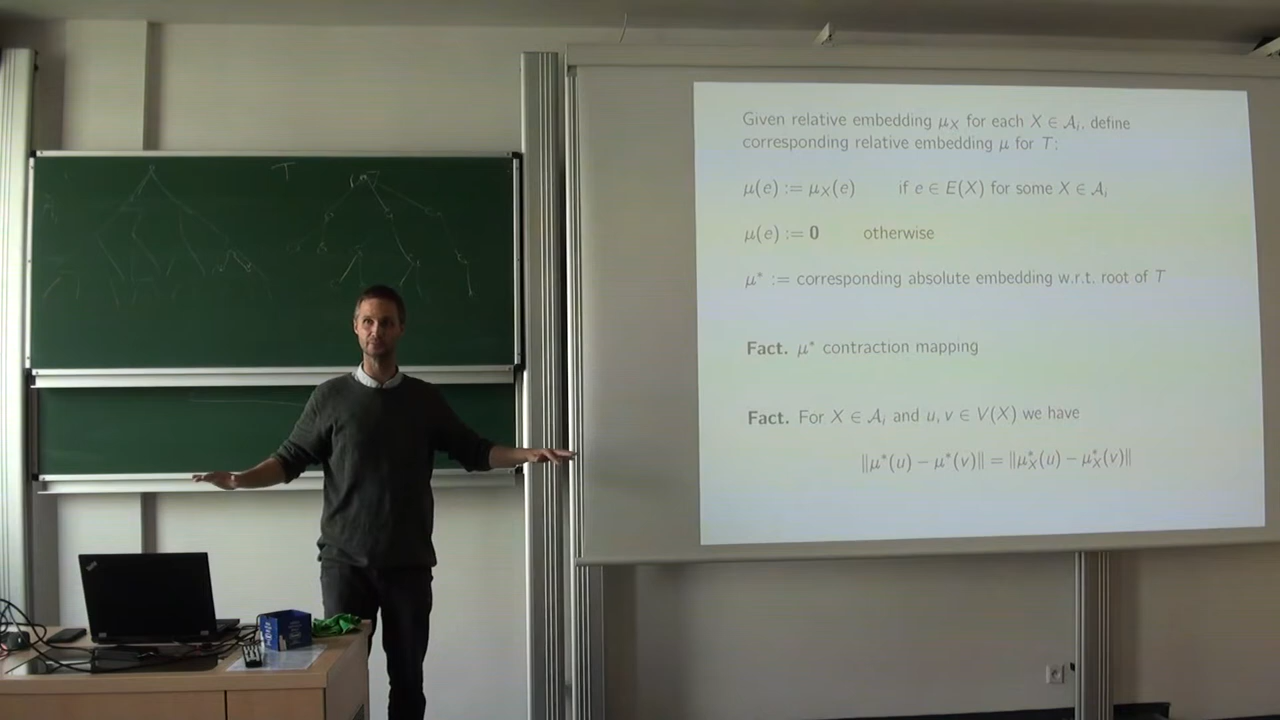 T
Given relative embedding μ_X for each X ∈ 𝒜_i, define
corresponding relative embedding μ for T:
μ(e) := μ_X(e) if e ∈ E(X) for some X ∈ 𝒜_i
μ(e) := 0 otherwise
μ* := corresponding absolute embedding w.r.t. root of T
Fact. μ* contraction mapping
Fact. For X ∈ 𝒜_i and u, v ∈ V(X) we have
‖μ*(u) − μ*(v)‖ = ‖μ*_X(u) − μ*_X(v)‖